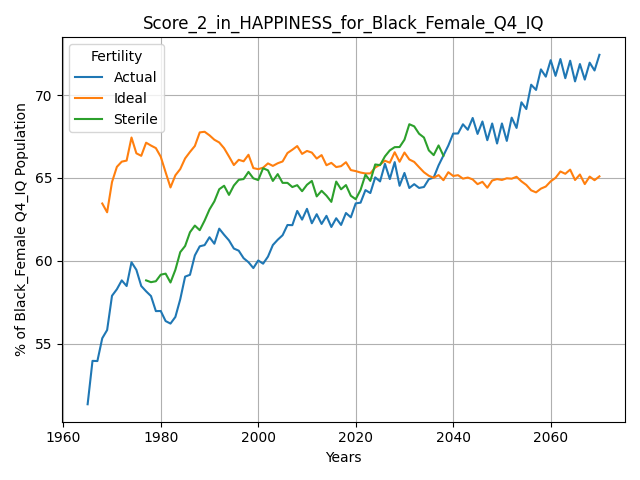 Score_2_in_HAPPINESS_for_Black_Female_Q4_IQ
Fertility
Actual
Ideal
Sterile
% of Black_Female Q4_IQ Population
70
65
60
55
1960
1980
2000
2020
2040
2060
Years